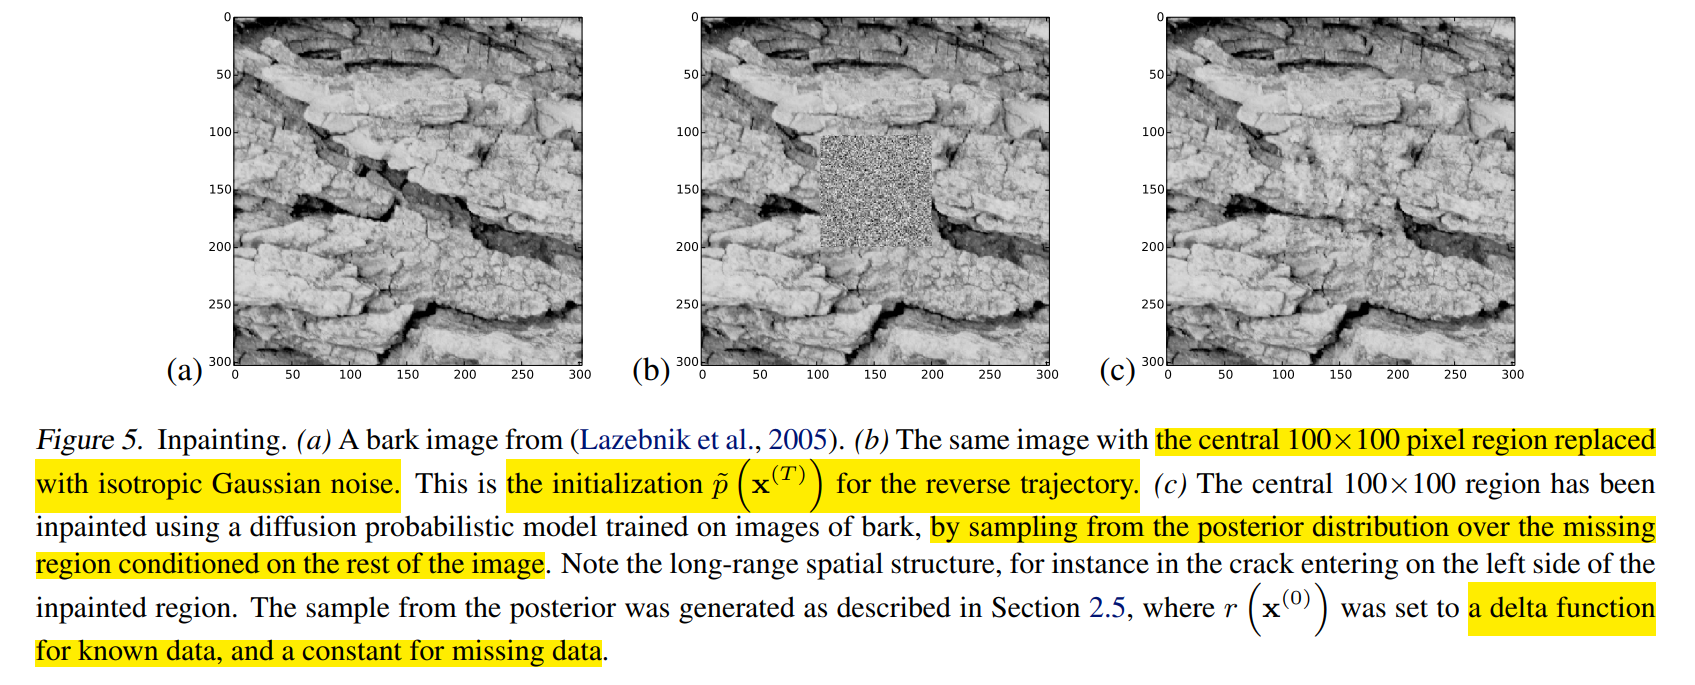 0
50
100
150
200
250
300
0 50 100 150 200 250 300
(a)
0
50
100
150
200
250
300
0 50 100 150 200 250 300
(b)
0
50
100
150
200
250
300
0 50 100 150 200 250 300
(c)
Figure 5. Inpainting. (a) A bark image from (Lazebnik et al., 2005). (b) The same image with the central 100×100 pixel region replaced
with isotropic Gaussian noise. This is the initialization p̃ (x^(T)) for the reverse trajectory. (c) The central 100×100 region has been
inpainted using a diffusion probabilistic model trained on images of bark, by sampling from the posterior distribution over the missing
region conditioned on the rest of the image. Note the long-range spatial structure, for instance in the crack entering on the left side of the
inpainted region. The sample from the posterior was generated as described in Section 2.5, where r (x^(0)) was set to a delta function
for known data, and a constant for missing data.